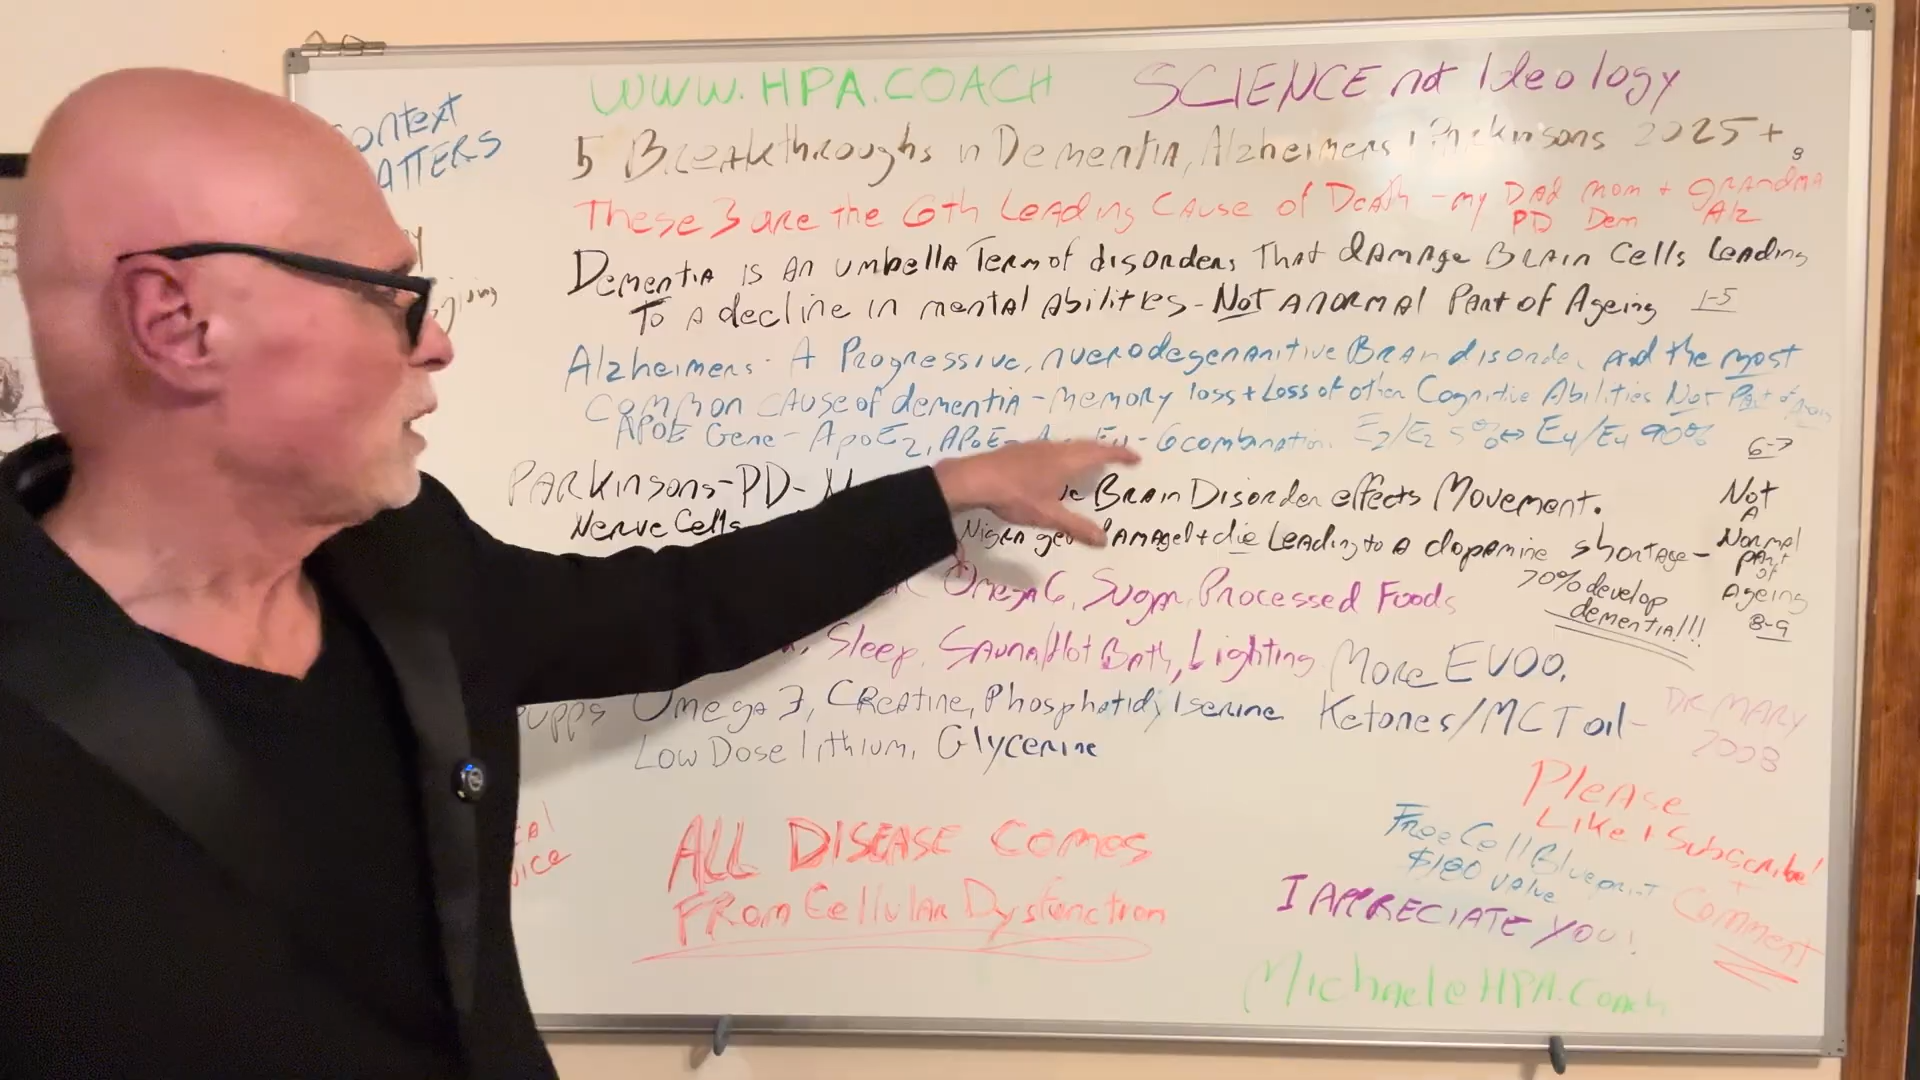 WWW.HPA.COACH SCIENCE not Ideology
ontext
ATTERS
5 Breakthroughs in Dementia, Alzheimers, Parkinsons 2025+
These 3 are the 6th Leading Cause of Death - my DAd mom + grandma
PD Dem Alz
Dementia is an umbella Term of disorders That damage Brain Cells Leading
To a decline in mental abilities - Not a normal Part of Ageing 1-5
Alzheimers - A Progressive, nuerodegenanitive Brain disorder and the most
common cause of dementia - memory loss + Loss of other Cognitive Abilities Not Part of
APOE Gene - ApoE2, APoE E4 - 6 combination E2/E2 5% ↔ E4/E4 90% 6-7
PARKinsons - PD - N Brain Disorder effects Movement.
Nerve Cells Nigra damaged + die Leading to a dopamine shortage -
Not
A
Normal
part
of
Ageing
8-9
70% develop
dementia!!!
Omega 6, Sugar, Processed Foods
Sleep, Sauna/Hot Bath, Lighting More EVOO,
upps Omega 3, Creatine, Phosphatidylserine Ketones/MCT oil -
Low Dose lithium, Glycerine
DR MARY
2008
ALL DISEASE Comes
From Cellular Dysfunction
Please
Like + Subscribe!
+
Comment
Free Cell Blueprint
$180 value
I APPRECIATE YOU!
Michael@HPA.Coach